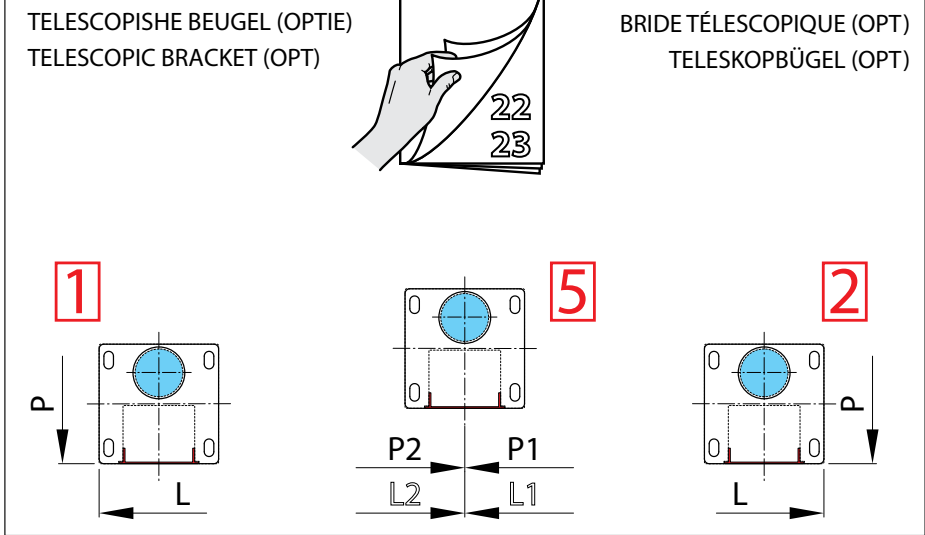 TELESCOPISHE BEUGEL (OPTIE)
TELESCOPIC BRACKET (OPT)
BRIDE TÉLESCOPIQUE (OPT)
TELESKOPBÜGEL (OPT)
22
23
1
5
2
P
P
P2 P1
L2 L1
L
L